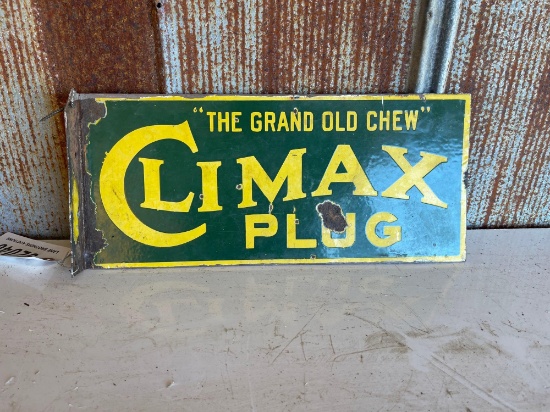 "THE GRAND OLD CHEW"
CLIMAX
PLUG